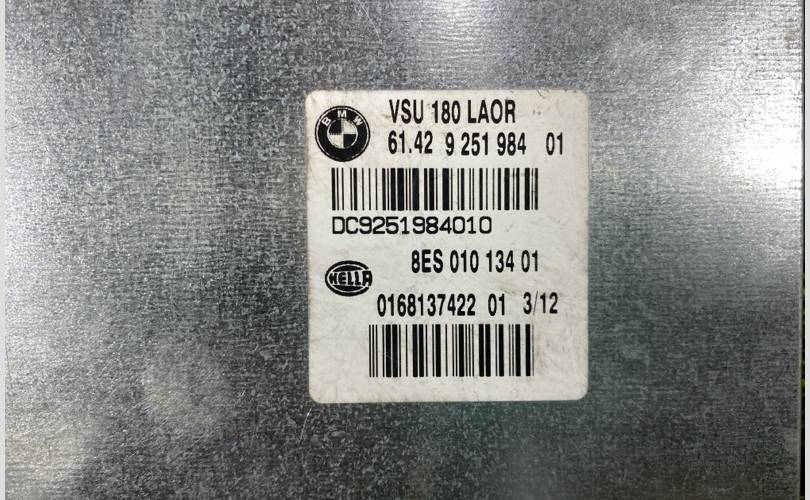 BMW
VSU 180 LAOR
61.42 9 251 984 01
DC9251984010
8ES 010 134 01
HELLA
0168137422 01 3/12